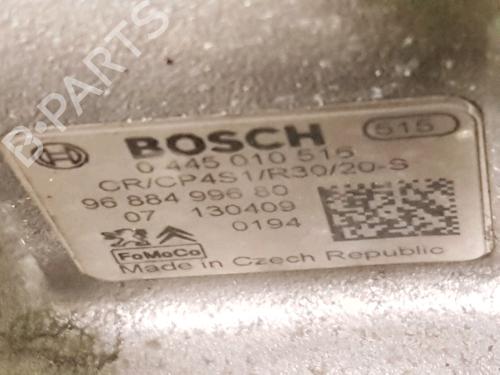 B-PARTS
BOSCH
515
0 445 010 515
CR/CP4S1/R30/20-S
96 884 996 80
07 130409
0194
FoMoCo
Made in Czech Republic